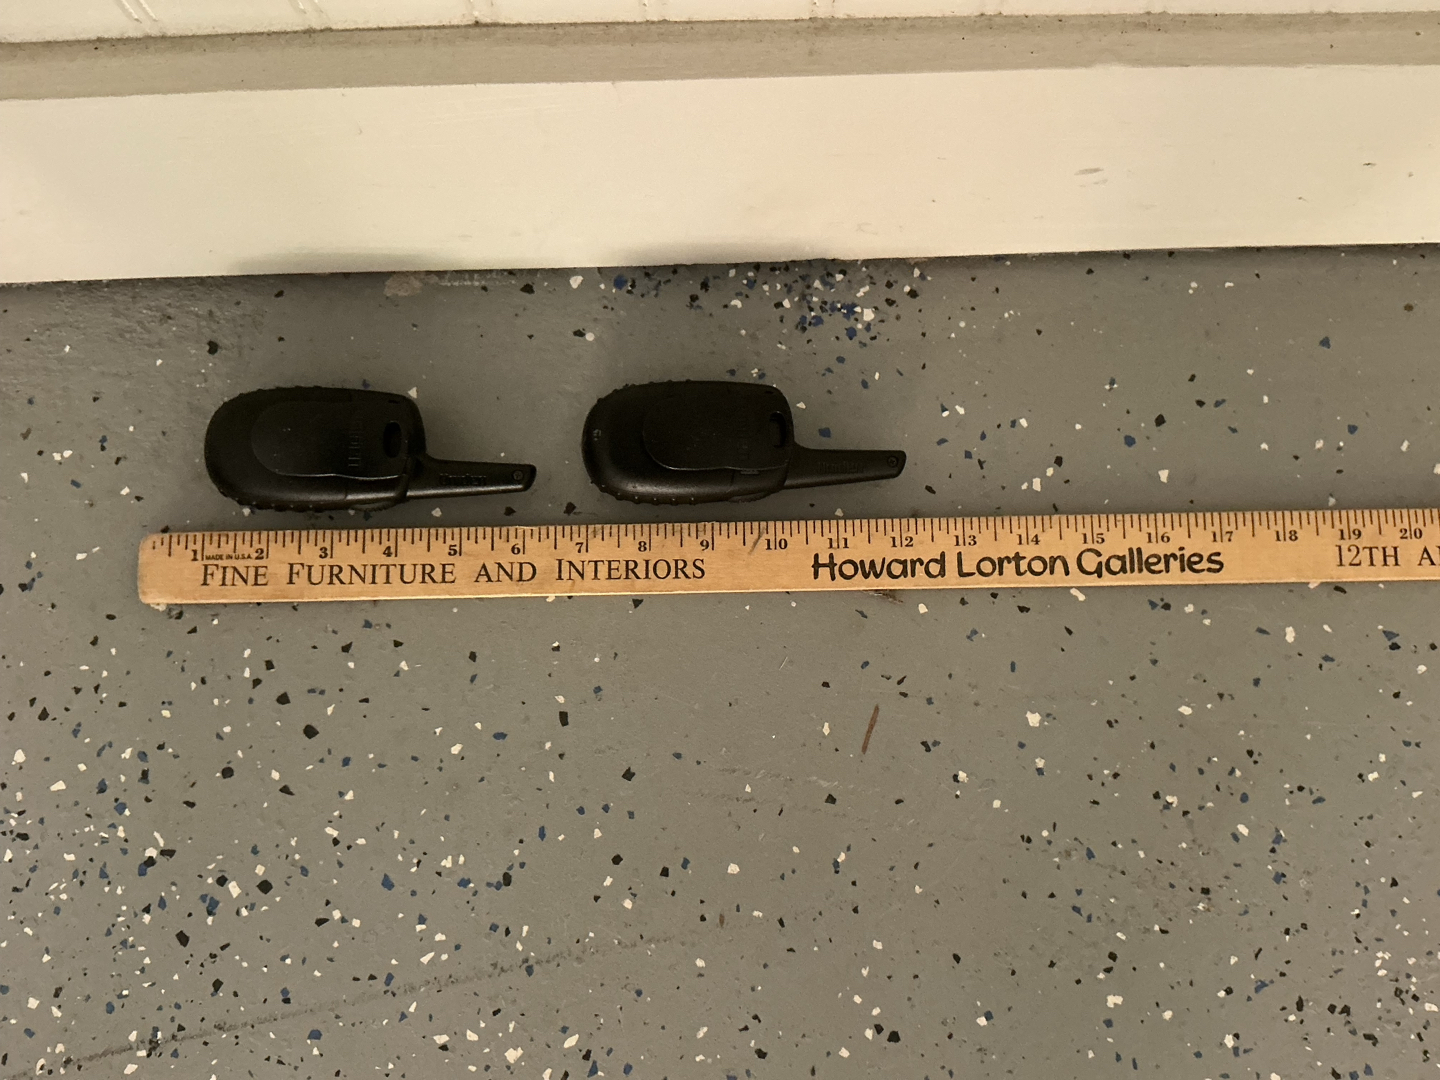 1 MADE IN U.S.A. 2 3 4 5 6 7 8 9 10 11 12 13 14 15 16 17 18 19 20
FINE FURNITURE AND INTERIORS Howard Lorton Galleries 12TH